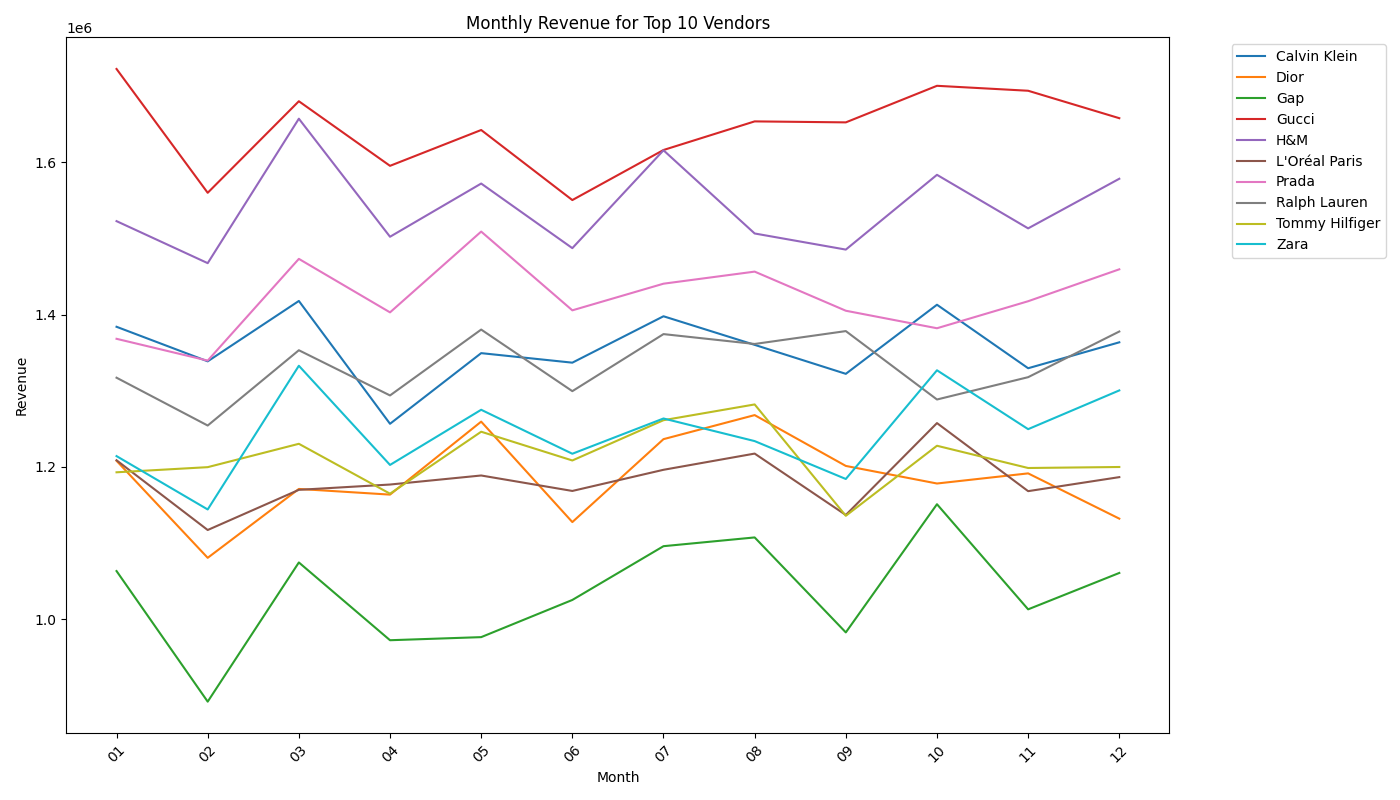 Monthly Revenue for Top 10 Vendors
1e6
1.6
1.4
1.2
1.0
Revenue
01 02 03 04 05 06 07 08 09 10 11 12
Month
Calvin Klein
Dior
Gap
Gucci
H&M
L'Oréal Paris
Prada
Ralph Lauren
Tommy Hilfiger
Zara